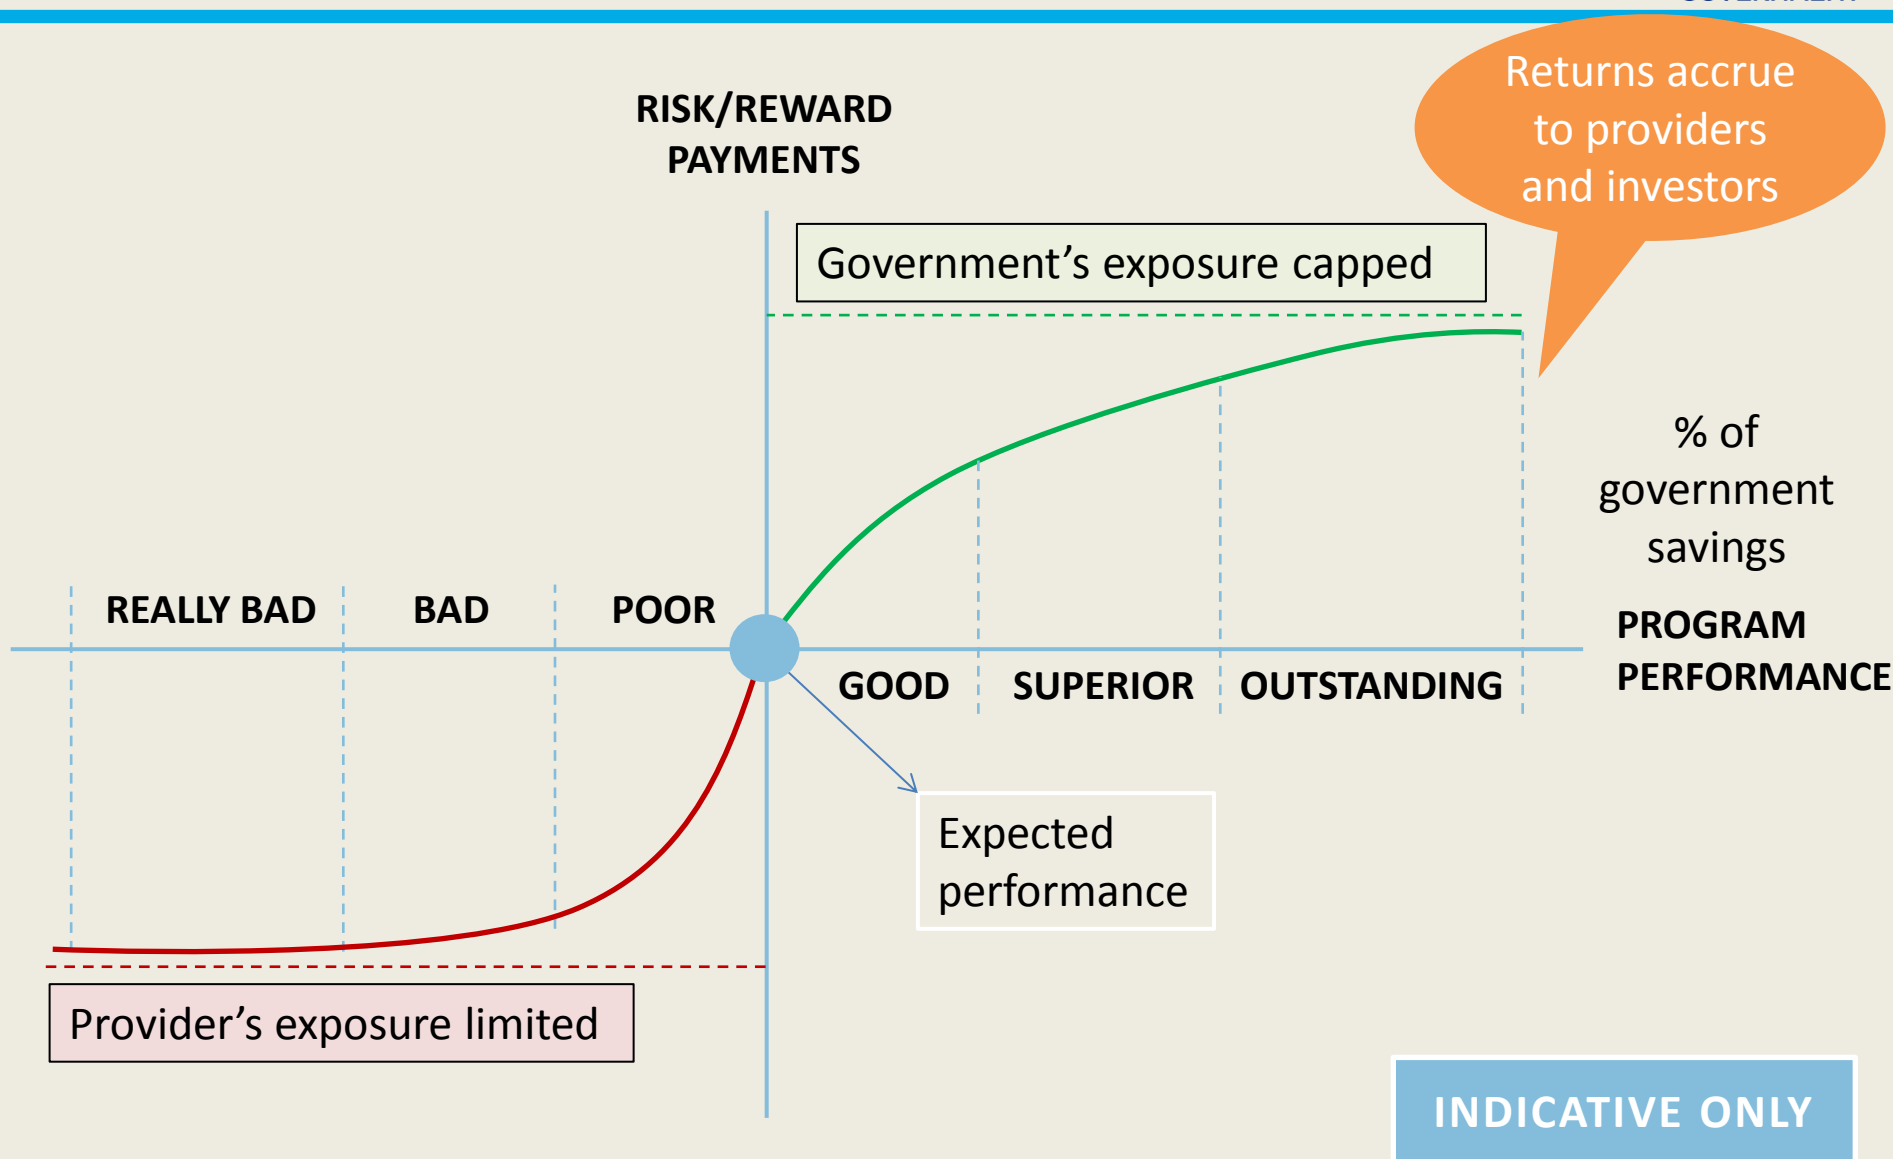 Returns accrue
to providers
and investors
RISK/REWARD
PAYMENTS
Government’s exposure capped
% of
government
savings
REALLY BAD
BAD
POOR
PROGRAM
PERFORMANCE
GOOD
SUPERIOR
OUTSTANDING
Expected
performance
Provider’s exposure limited
INDICATIVE ONLY